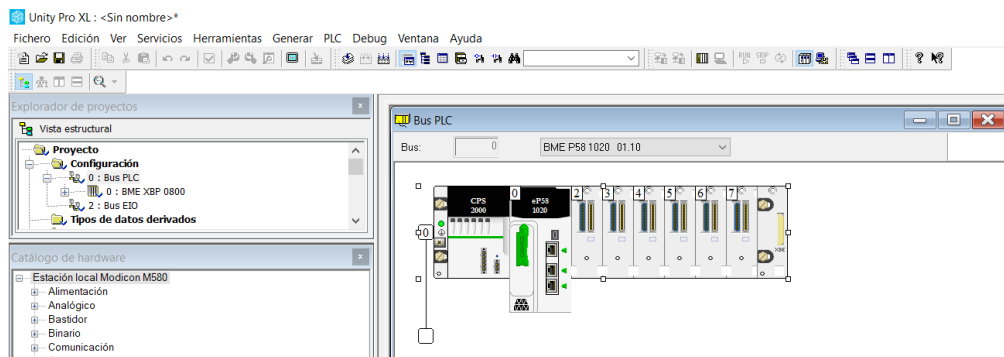 Unity Pro XL : <Sin nombre>*
Fichero Edición Ver Servicios Herramientas Generar PLC Debug Ventana Ayuda
RUN STOP
Explorador de proyectos
Vista estructural
Proyecto
Configuración
0 : Bus PLC
0 : BME XBP 0800
2 : Bus EIO
Tipos de datos derivados
Catálogo de hardware
Estación local Modicon M580
Alimentación
Analógico
Bastidor
Binario
Comunicación
Bus PLC
Bus: 0 BME P58 1020 01.10
0 2 3 4 5 6 7
CPS eP58
2000 1020
0
XBE